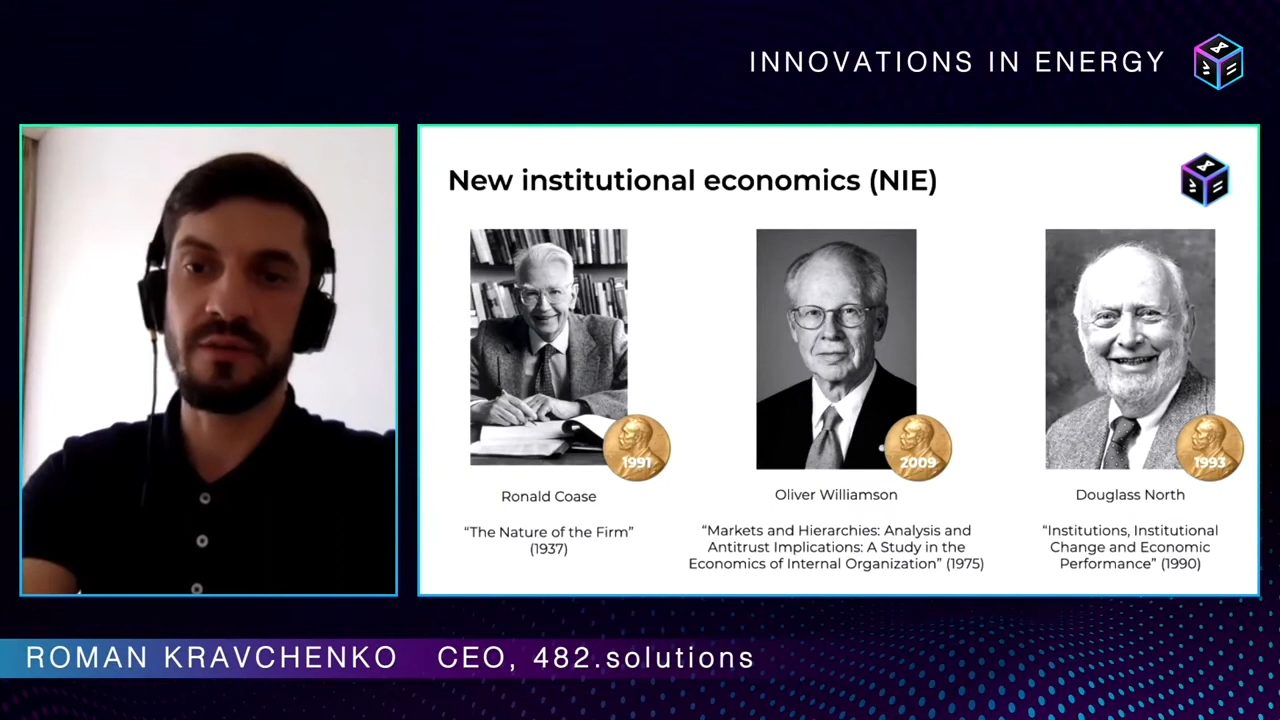 INNOVATIONS IN ENERGY
New institutional economics (NIE)
1991
2009
1993
Ronald Coase
Oliver Williamson
Douglass North
“The Nature of the Firm”
(1937)
“Markets and Hierarchies: Analysis and
Antitrust Implications: A Study in the
Economics of Internal Organization” (1975)
“Institutions, Institutional
Change and Economic
Performance” (1990)
ROMAN KRAVCHENKO CEO, 482.solutions